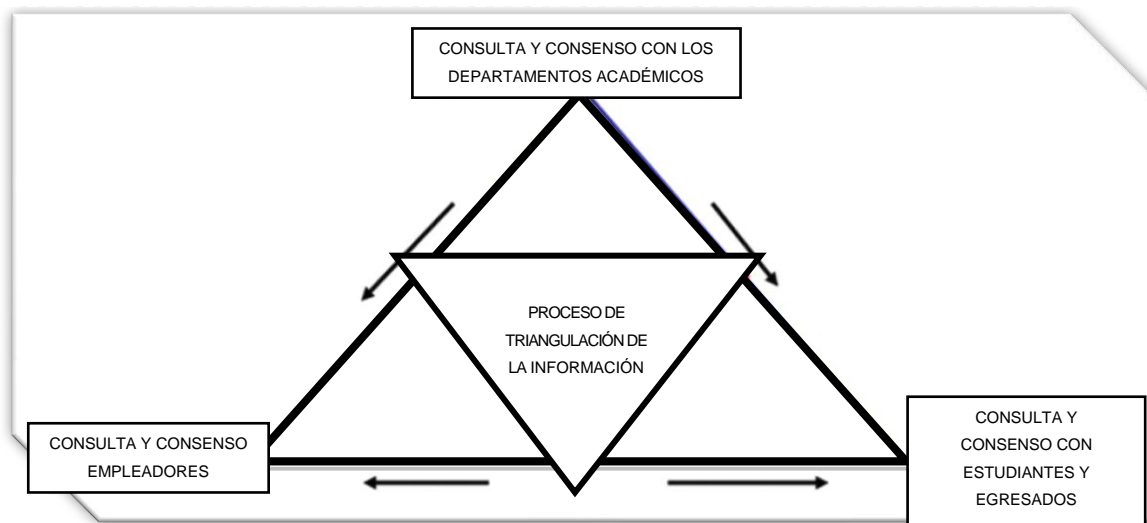 CONSULTA Y CONSENSO CON LOS
DEPARTAMENTOS ACADÉMICOS
PROCESO DE
TRIANGULACIÓN DE
LA INFORMACIÓN
CONSULTA Y CONSENSO
EMPLEADORES
CONSULTA Y
CONSENSO CON
ESTUDIANTES Y
EGRESADOS